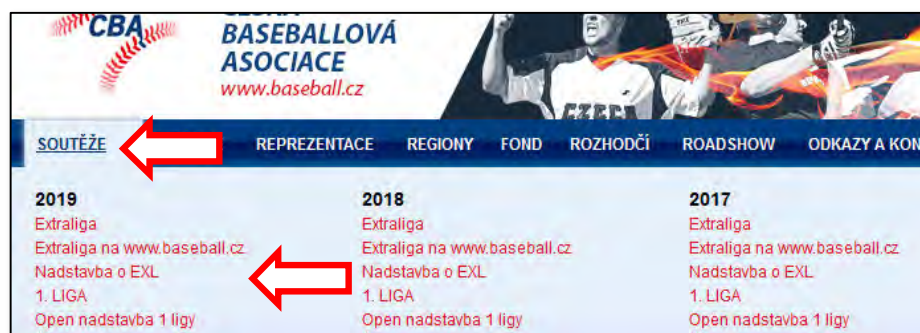 CBA
BASEBALLOVÁ
ASOCIACE
www.baseball.cz
CZECH
SOUTĚŽE REPREZENTACE REGIONY FOND ROZHODČÍ ROADSHOW ODKAZY A KON
2019 2018 2017
Extraliga Extraliga Extraliga
Extraliga na www.baseball.cz Extraliga na www.baseball.cz Extraliga na www.baseball.cz
Nadstavba o EXL Nadstavba o EXL Nadstavba o EXL
1. LIGA 1. LIGA 1. LIGA
Open nadstavba 1 ligy Open nadstavba 1 ligy Open nadstavba 1 ligy